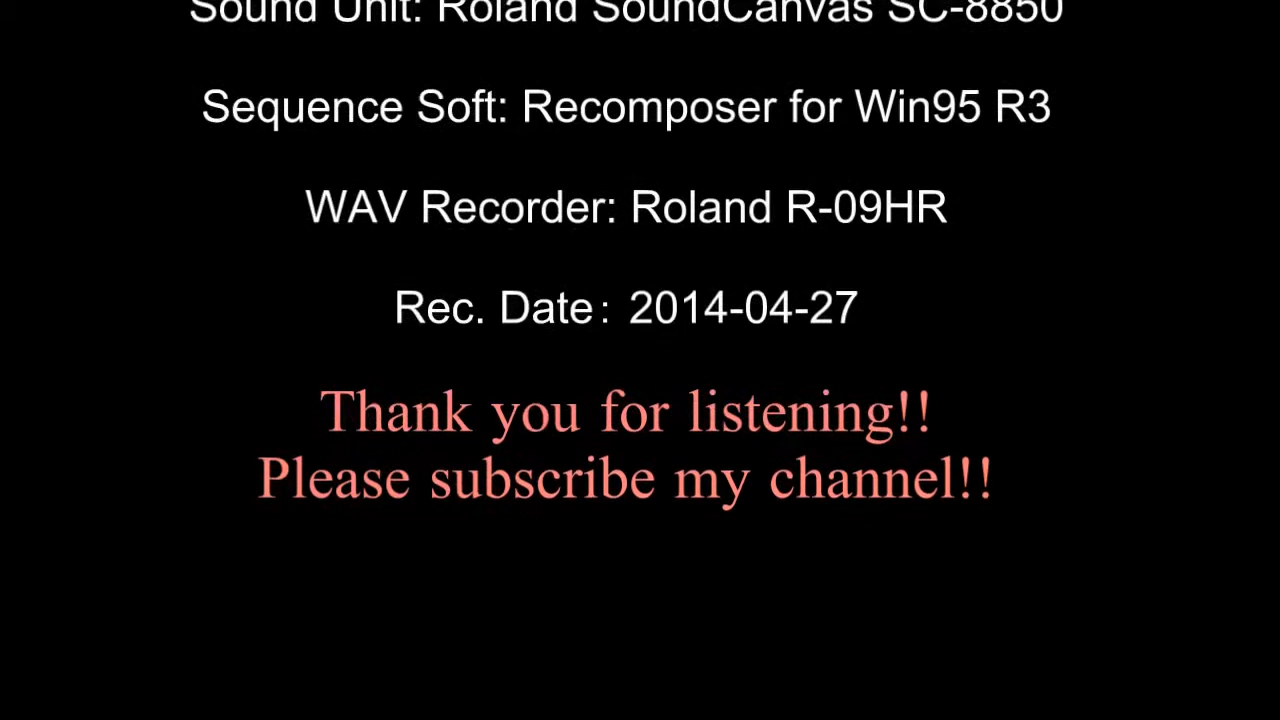 Sound Unit: Roland SoundCanvas SC-8850
Sequence Soft: Recomposer for Win95 R3
WAV Recorder: Roland R-09HR
Rec. Date： 2014-04-27
Thank you for listening!!
Please subscribe my channel!!